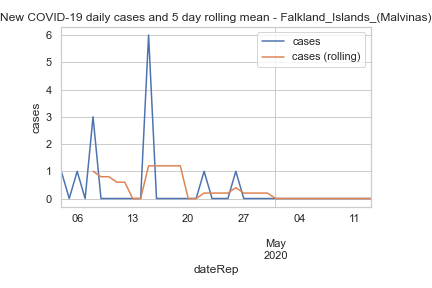 New COVID-19 daily cases and 5 day rolling mean - Falkland_Islands_(Malvinas)
cases
cases (rolling)
cases
6
5
4
3
2
1
0
06
13
20
27
04
11
May
2020
dateRep